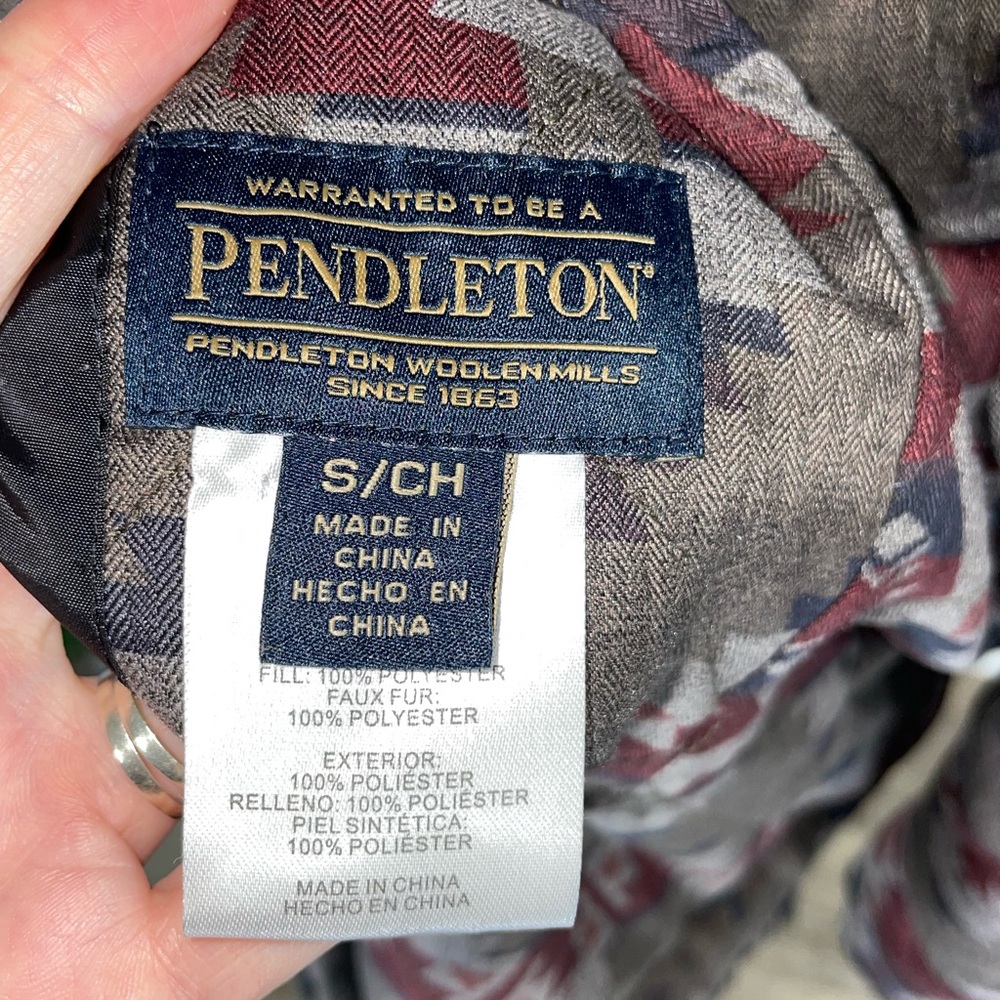 WARRANTED TO BE A
PENDLETON®
PENDLETON WOOLEN MILLS
SINCE 1863
S/CH
MADE IN
CHINA
HECHO EN
CHINA
FILL: 100% POLYESTER
FAUX FUR:
100% POLYESTER
EXTERIOR:
100% POLIÉSTER
RELLENO: 100% POLIÉSTER
PIEL SINTÉTICA:
100% POLIÉSTER
MADE IN CHINA
HECHO EN CHINA